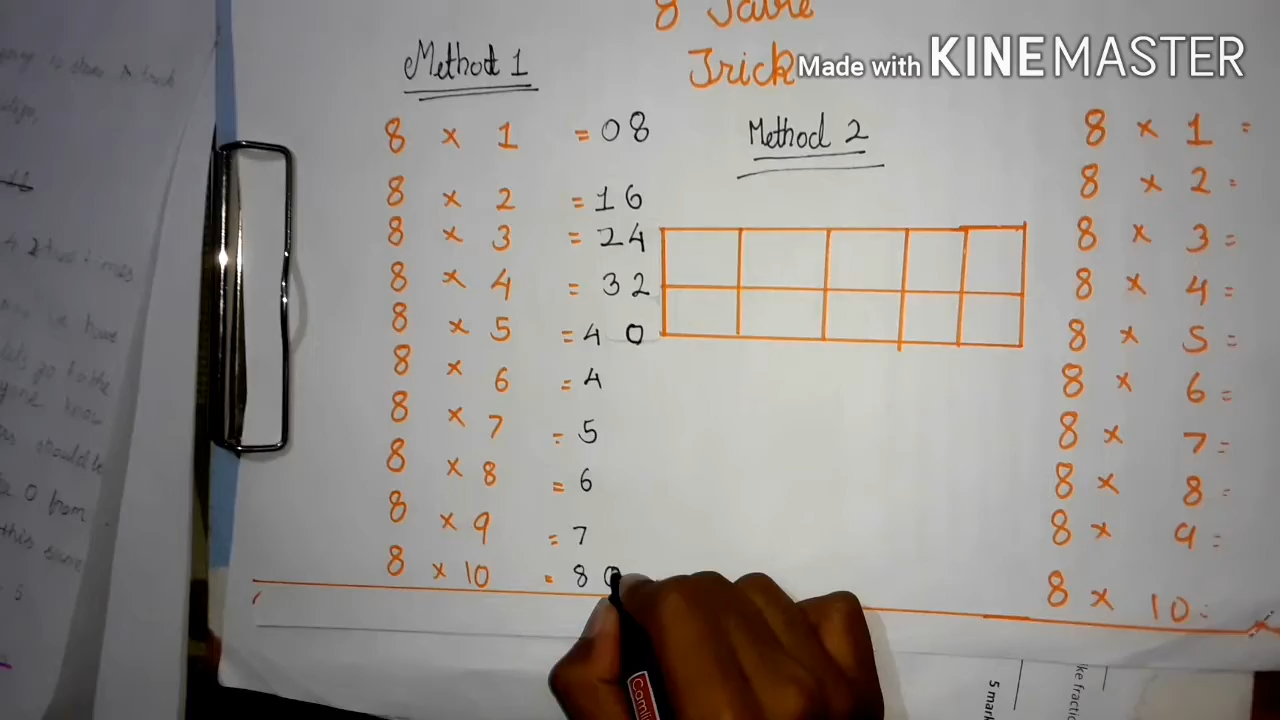 8 Table
Trick
Made with KINEMASTER
Method 1
8 × 1 = 08
8 × 2 = 16
8 × 3 = 24
8 × 4 = 32
8 × 5 = 40
8 × 6 = 4
8 × 7 = 5
8 × 8 = 6
8 × 9 = 7
8 × 10 = 80
Method 2
8 × 1 =
8 × 2 =
8 × 3 =
8 × 4 =
8 × 5 =
8 × 6 =
8 × 7 =
8 × 8 =
8 × 9 =
8 × 10 =
5 mark